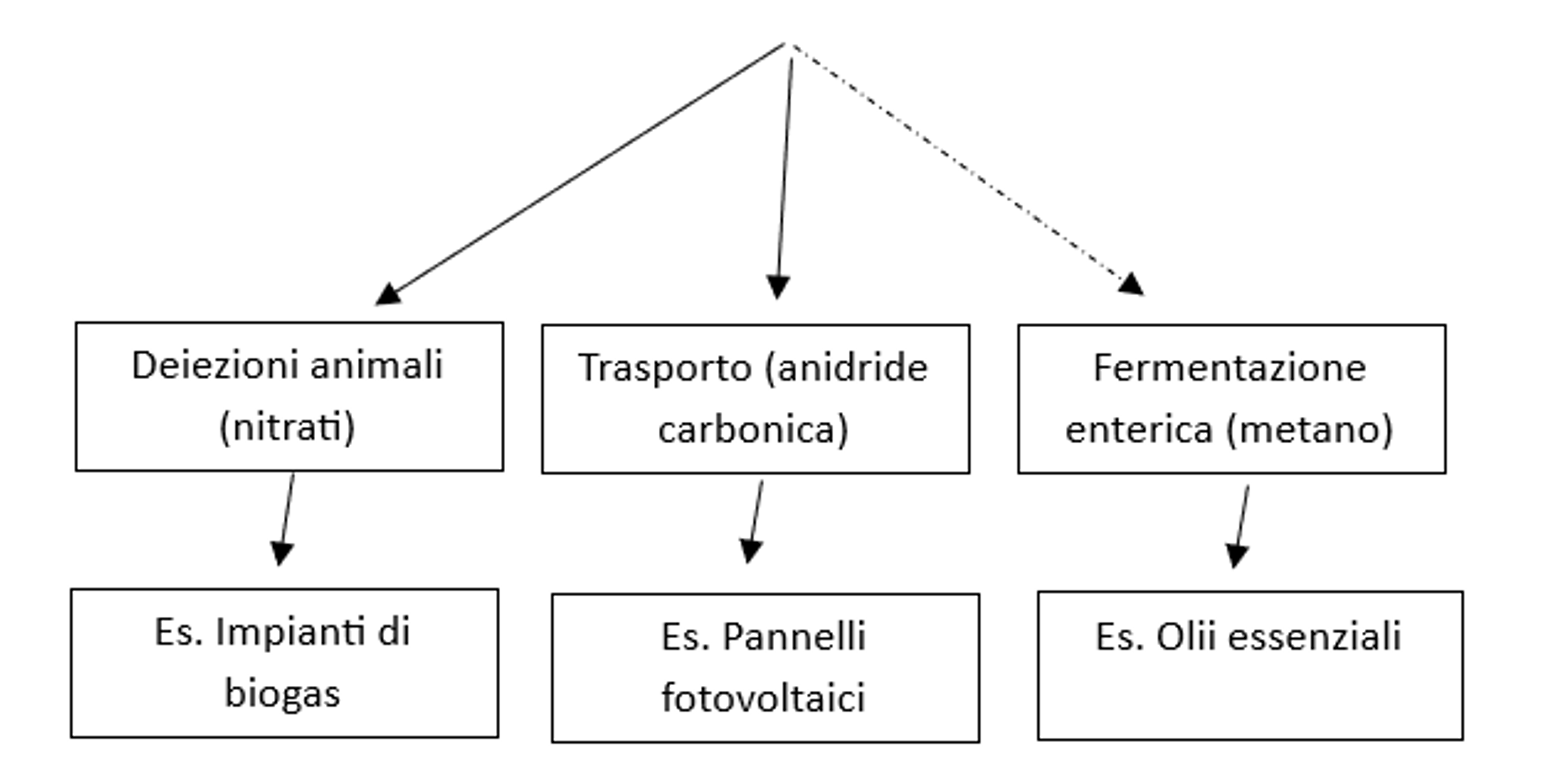 Deiezioni animali
(nitrati)
Trasporto (anidride
carbonica)
Fermentazione
enterica (metano)
Es. Impianti di
biogas
Es. Pannelli
fotovoltaici
Es. Olii essenziali